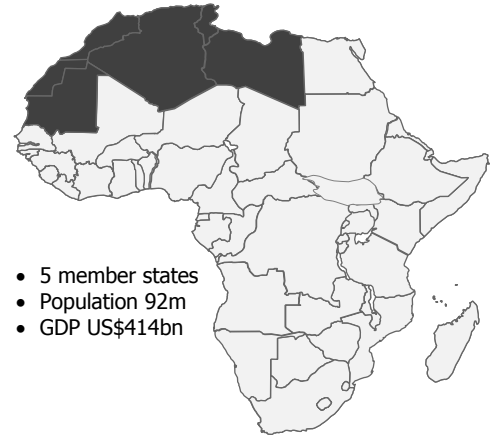 • 5 member states
• Population 92m
• GDP US$414bn